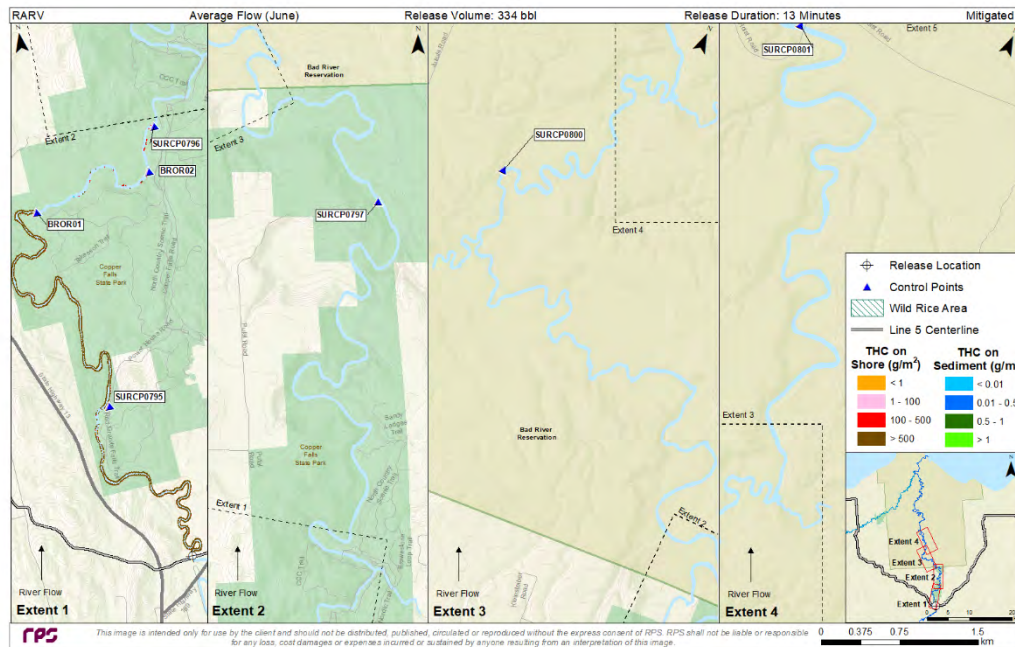 RARV Average Flow (June) Release Volume: 334 bbl Release Duration: 13 Minutes Mitigated
Extent 2
SURCP0796
BROR02
BROR01
Copper
Falls
State Park
SURCP0795
River Flow
Extent 1
Bad River
Reservation
Extent 3
SURCP0797
Copper
Falls
State Park
Extent 1
River Flow
Extent 2
SURCP0800
Extent 4
Bad River
Reservation
Extent 2
River Flow
Extent 3
SURCP0801
Extent 5
Extent 3
River Flow
Extent 4
Release Location
Control Points
Wild Rice Area
Line 5 Centerline
THC on
Shore (g/m²)
< 1
1 - 100
100 - 500
> 500
THC on
Sediment (g/m
< 0.01
0.01 - 0.5
0.5 - 1
> 1
Extent 4
Extent 3
Extent 2
Extent 1
rps
This image is intended only for use by the client and should not be distributed, published, circulated or reproduced without the express consent of RPS. RPS shall not be liable or responsible
for any loss, cost damages or expenses incurred or sustained by anyone resulting from an interpretation of this image.
0 0.375 0.75 1.5
km